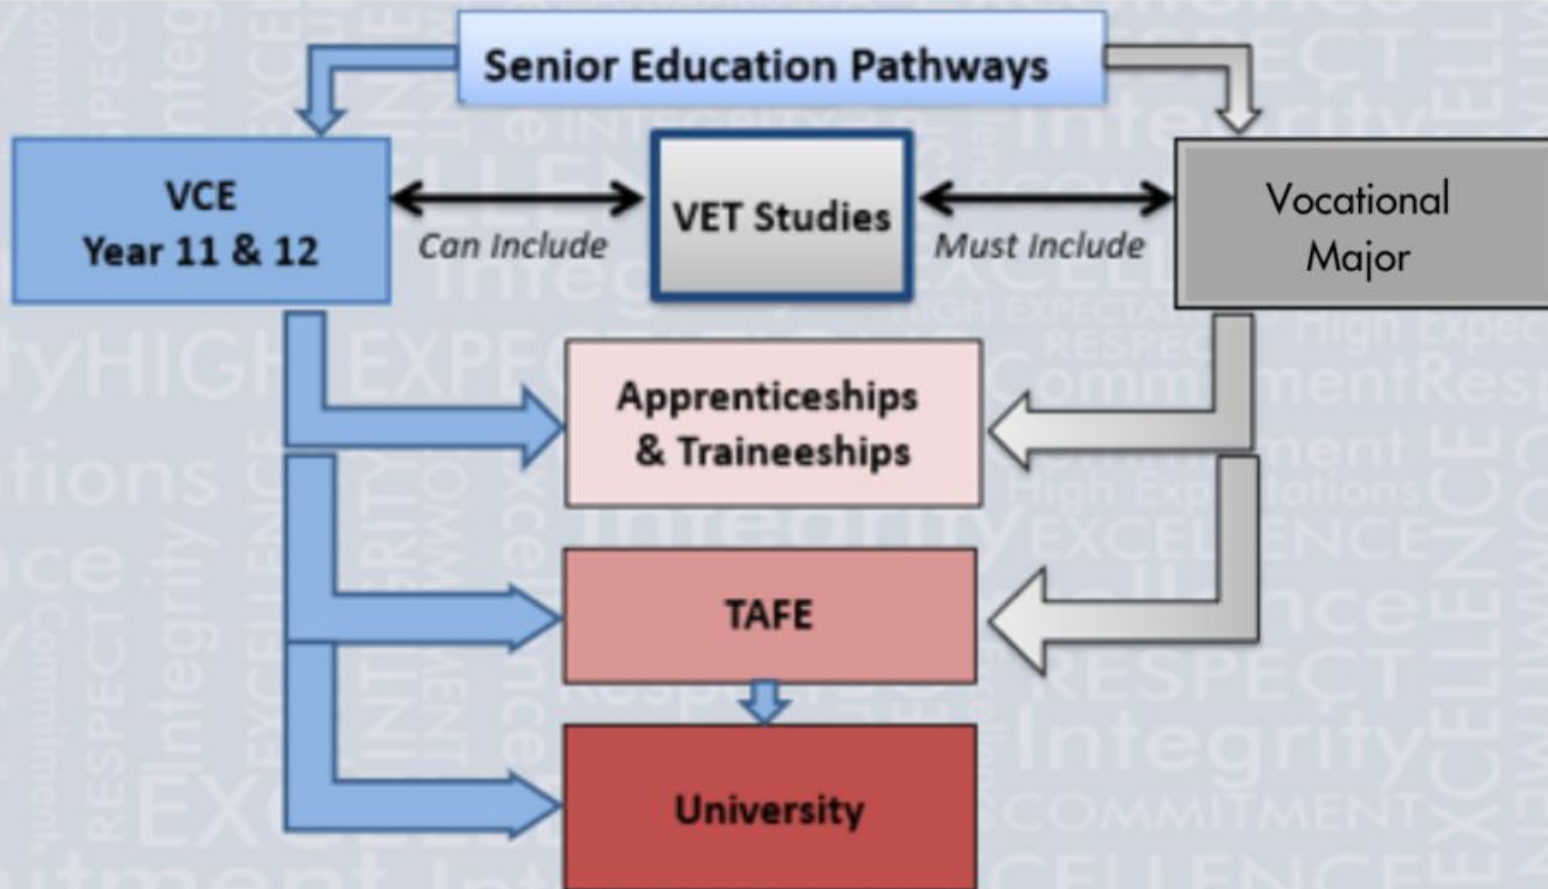 Senior Education Pathways
VCE
Year 11 & 12
Can Include
VET Studies
Must Include
Vocational
Major
Apprenticeships
& Traineeships
TAFE
University